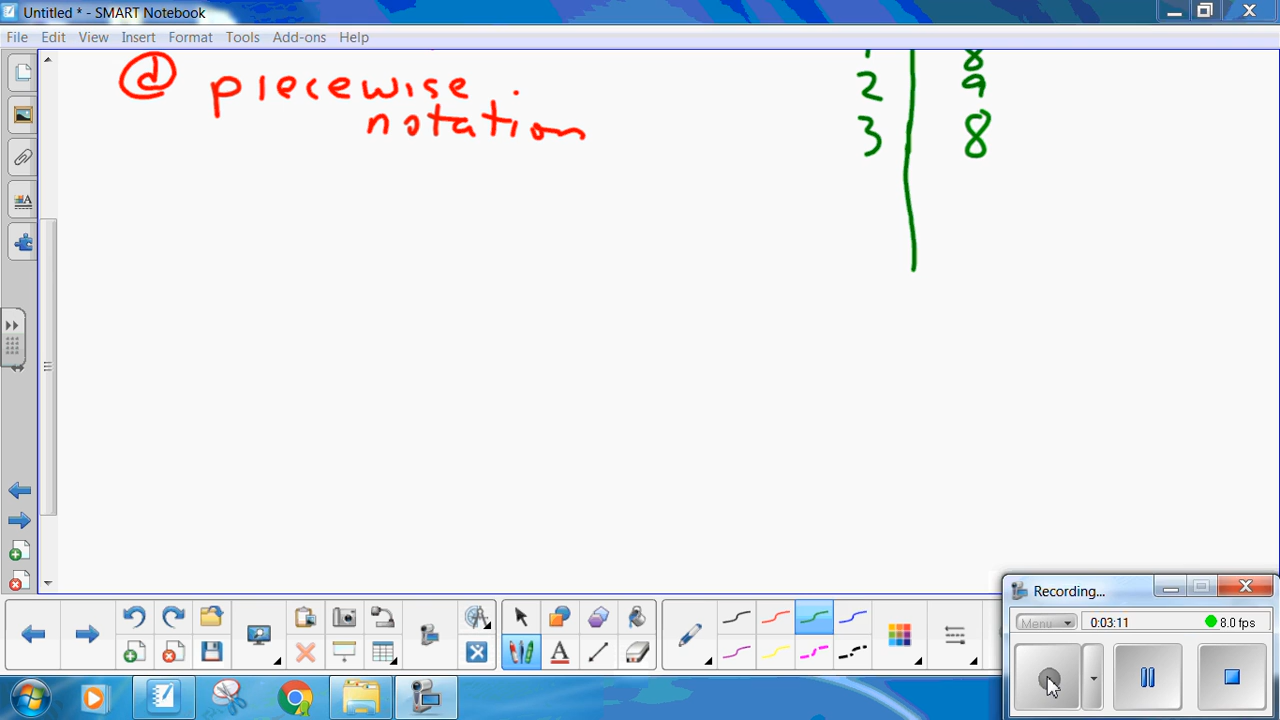 Untitled * - SMART Notebook
File Edit View Insert Format Tools Add-ons Help
ⓓ piecewise
notation
8
2 9
3 8
Recording...
Menu 0:03:11 8.0 fps
A